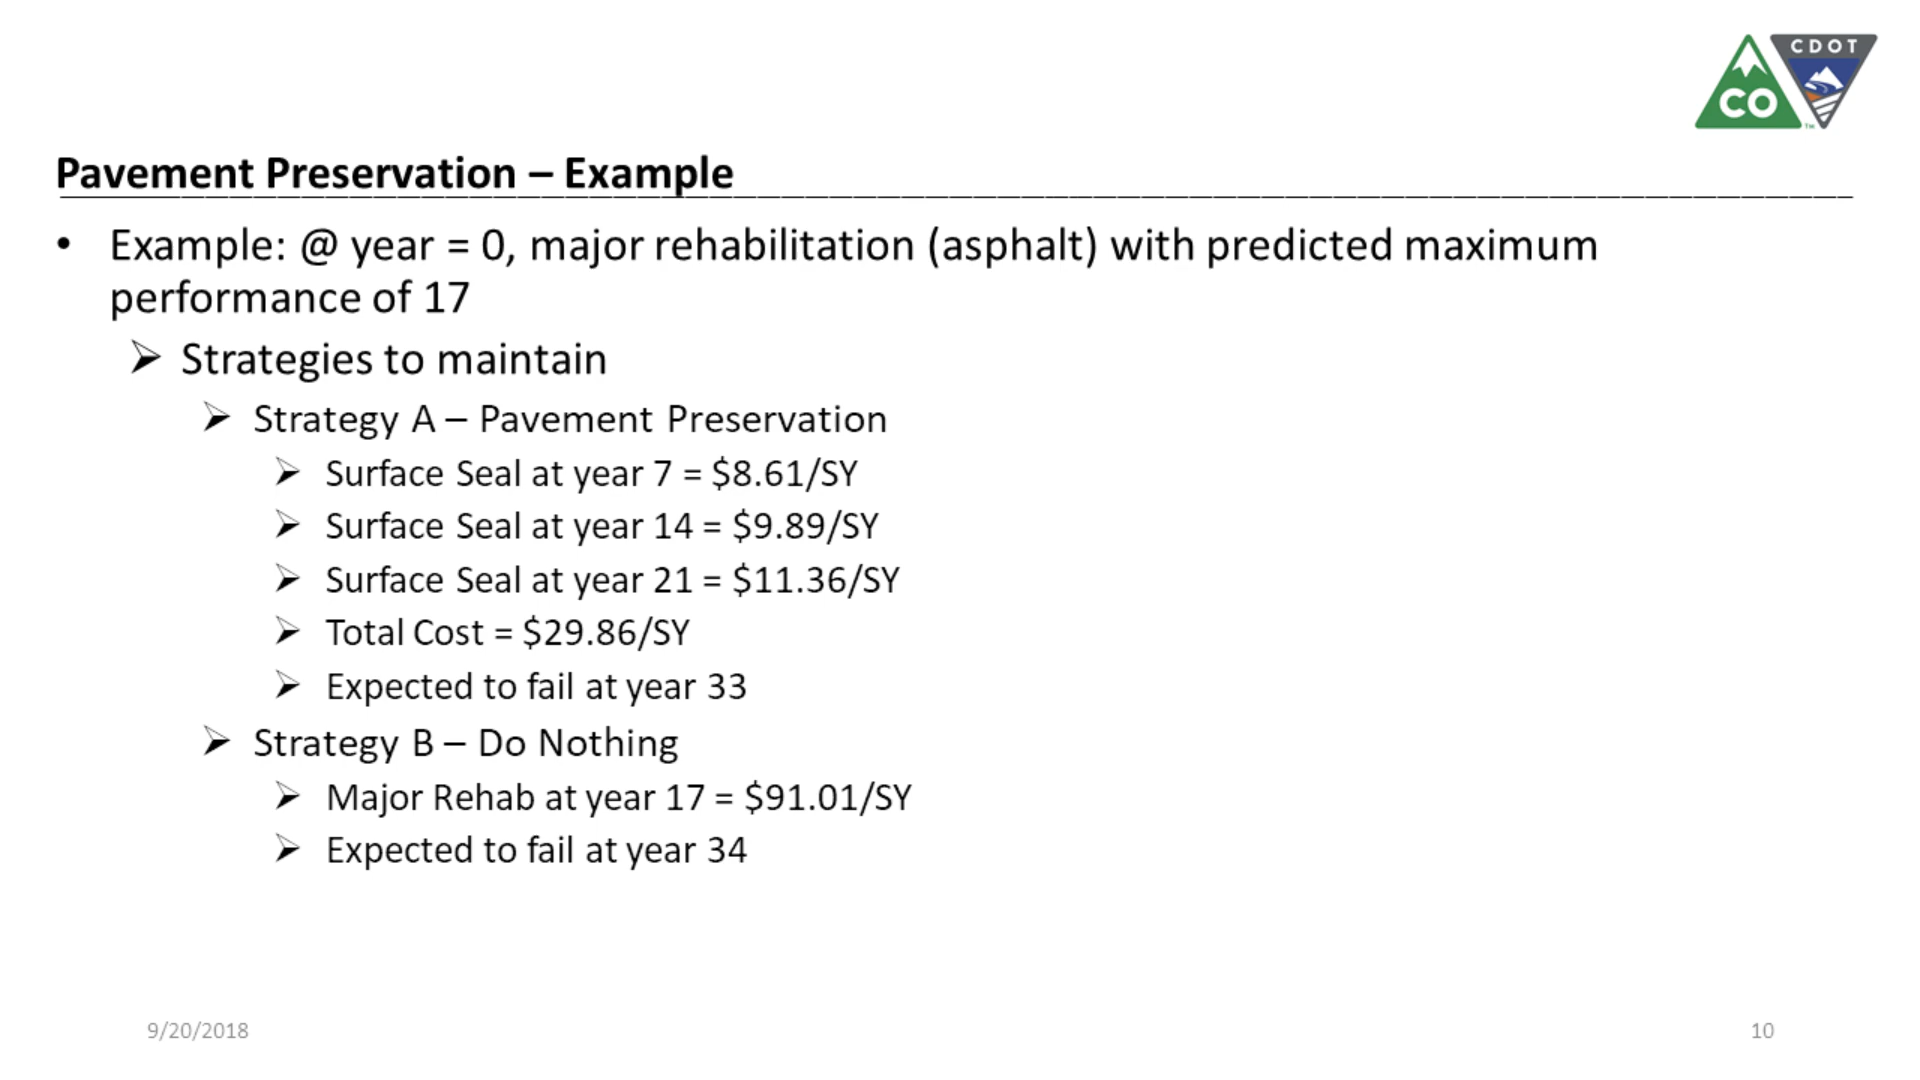 CO
CDOT
TM
Pavement Preservation – Example
• Example: @ year = 0, major rehabilitation (asphalt) with predicted maximum
performance of 17
➢ Strategies to maintain
➢ Strategy A – Pavement Preservation
➢ Surface Seal at year 7 = $8.61/SY
➢ Surface Seal at year 14 = $9.89/SY
➢ Surface Seal at year 21 = $11.36/SY
➢ Total Cost = $29.86/SY
➢ Expected to fail at year 33
➢ Strategy B – Do Nothing
➢ Major Rehab at year 17 = $91.01/SY
➢ Expected to fail at year 34
9/20/2018
10